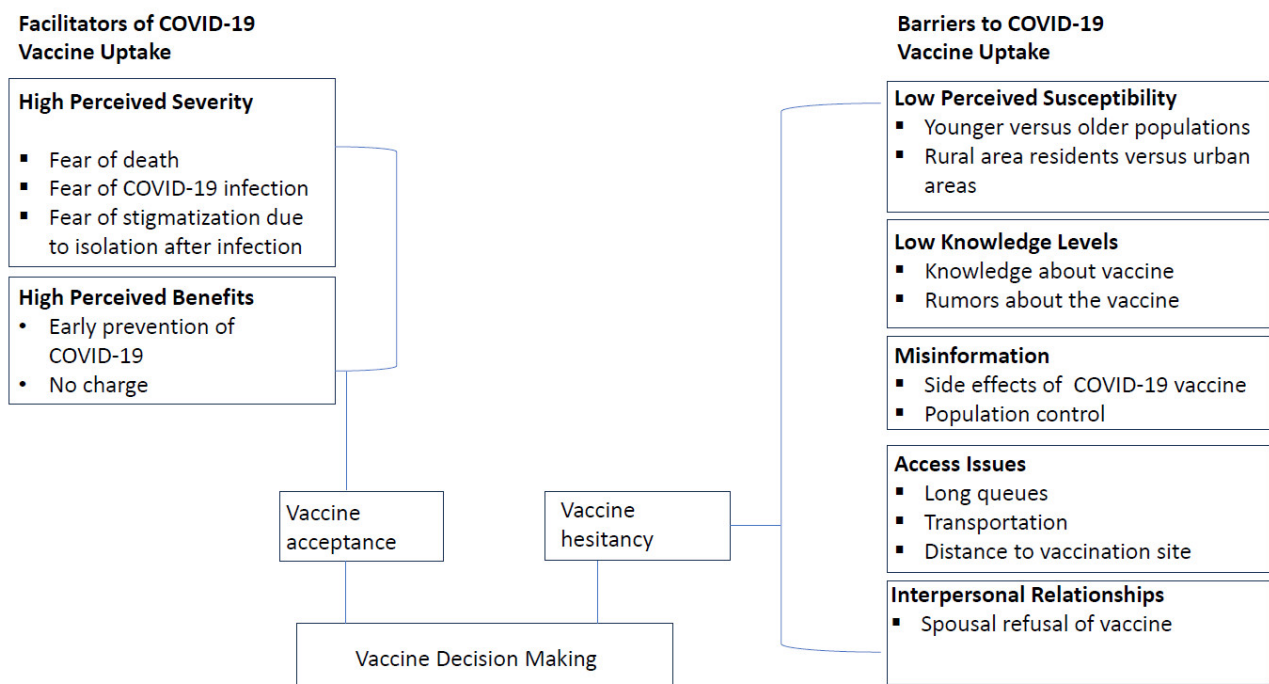 Facilitators of COVID-19
Vaccine Uptake
High Perceived Severity
▪ Fear of death
▪ Fear of COVID-19 infection
▪ Fear of stigmatization due
to isolation after infection
High Perceived Benefits
• Early prevention of
COVID-19
• No charge
Vaccine
acceptance
Vaccine
hesitancy
Vaccine Decision Making
Barriers to COVID-19
Vaccine Uptake
Low Perceived Susceptibility
▪ Younger versus older populations
▪ Rural area residents versus urban
areas
Low Knowledge Levels
▪ Knowledge about vaccine
▪ Rumors about the vaccine
Misinformation
▪ Side effects of COVID-19 vaccine
▪ Population control
Access Issues
▪ Long queues
▪ Transportation
▪ Distance to vaccination site
Interpersonal Relationships
▪ Spousal refusal of vaccine